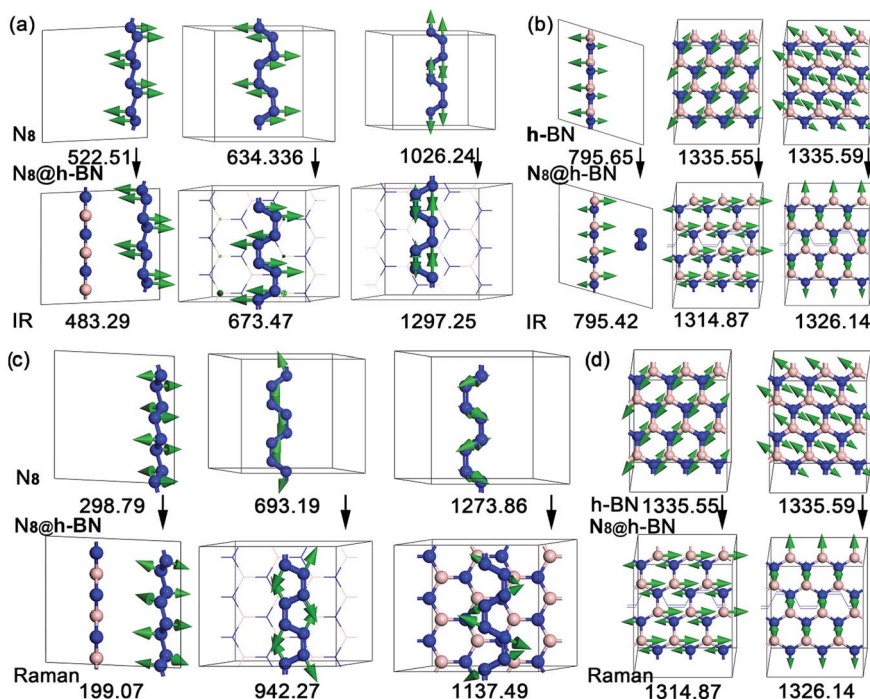 (a)
N8
522.51 634.336 1026.24
N8@h-BN
IR 483.29 673.47 1297.25
(b)
h-BN
795.65 1335.55 1335.59
N8@h-BN
IR 795.42 1314.87 1326.14
(c)
N8
298.79 693.19 1273.86
N8@h-BN
Raman 199.07 942.27 1137.49
(d)
h-BN 1335.55 1335.59
N8@h-BN
Raman 1314.87 1326.14